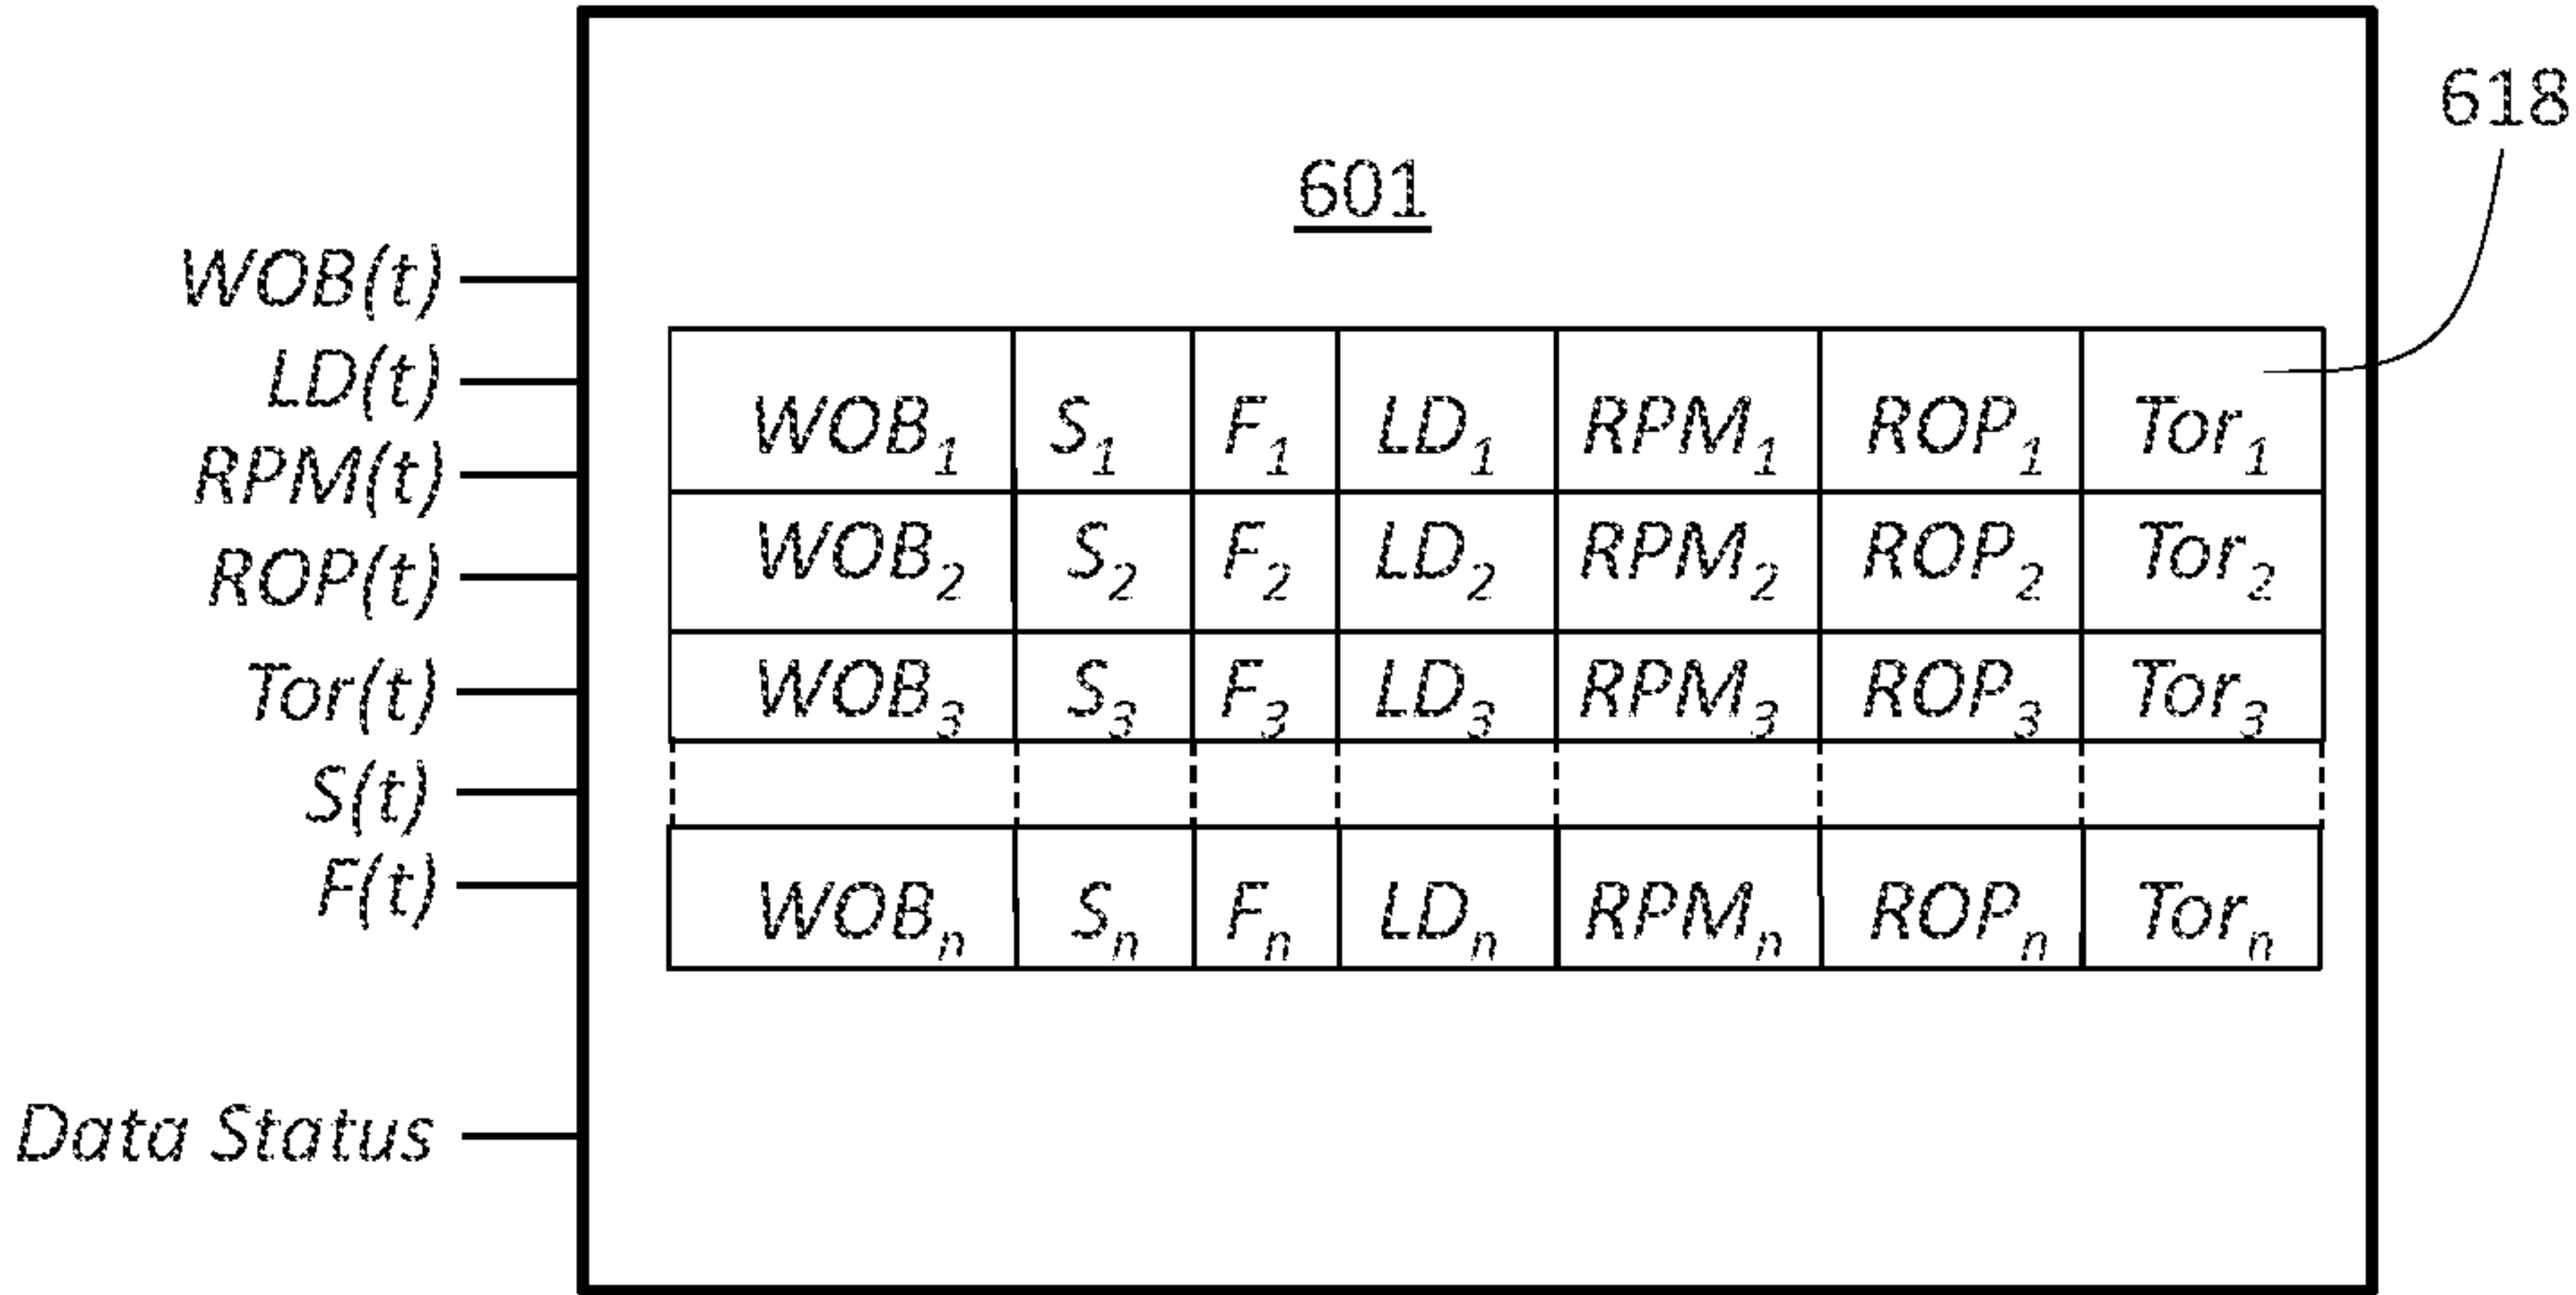 618
601
WOB(t)
LD(t)
RPM(t)
ROP(t)
Tor(t)
S(t)
F(t)
Data Status
WOB₁ S₁ F₁ LD₁ RPM₁ ROP₁ Tor₁
WOB₂ S₂ F₂ LD₂ RPM₂ ROP₂ Tor₂
WOB₃ S₃ F₃ LD₃ RPM₃ ROP₃ Tor₃
WOBₙ Sₙ Fₙ LDₙ RPMₙ ROPₙ Torₙ